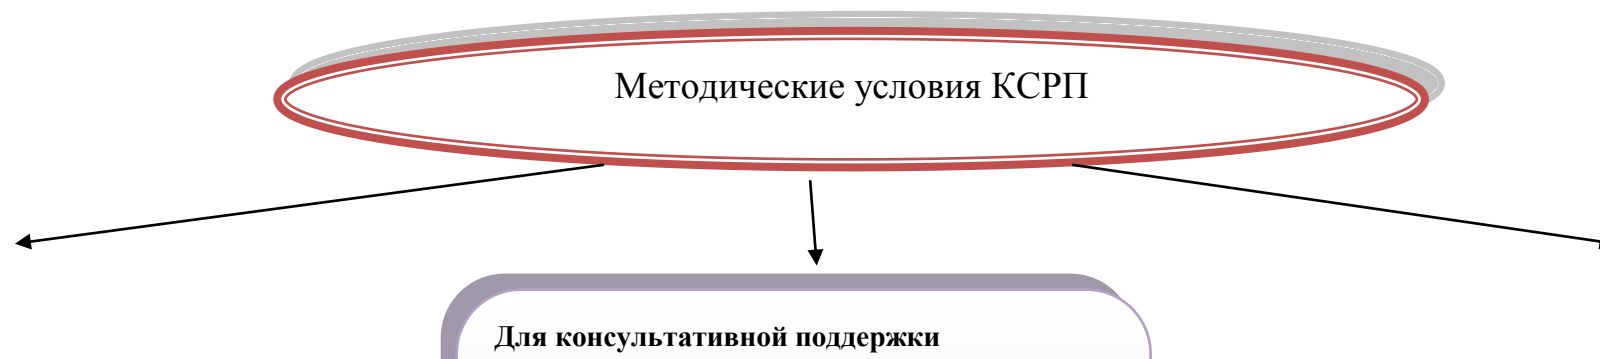 Методические условия КСРП
Для консультативной поддержки